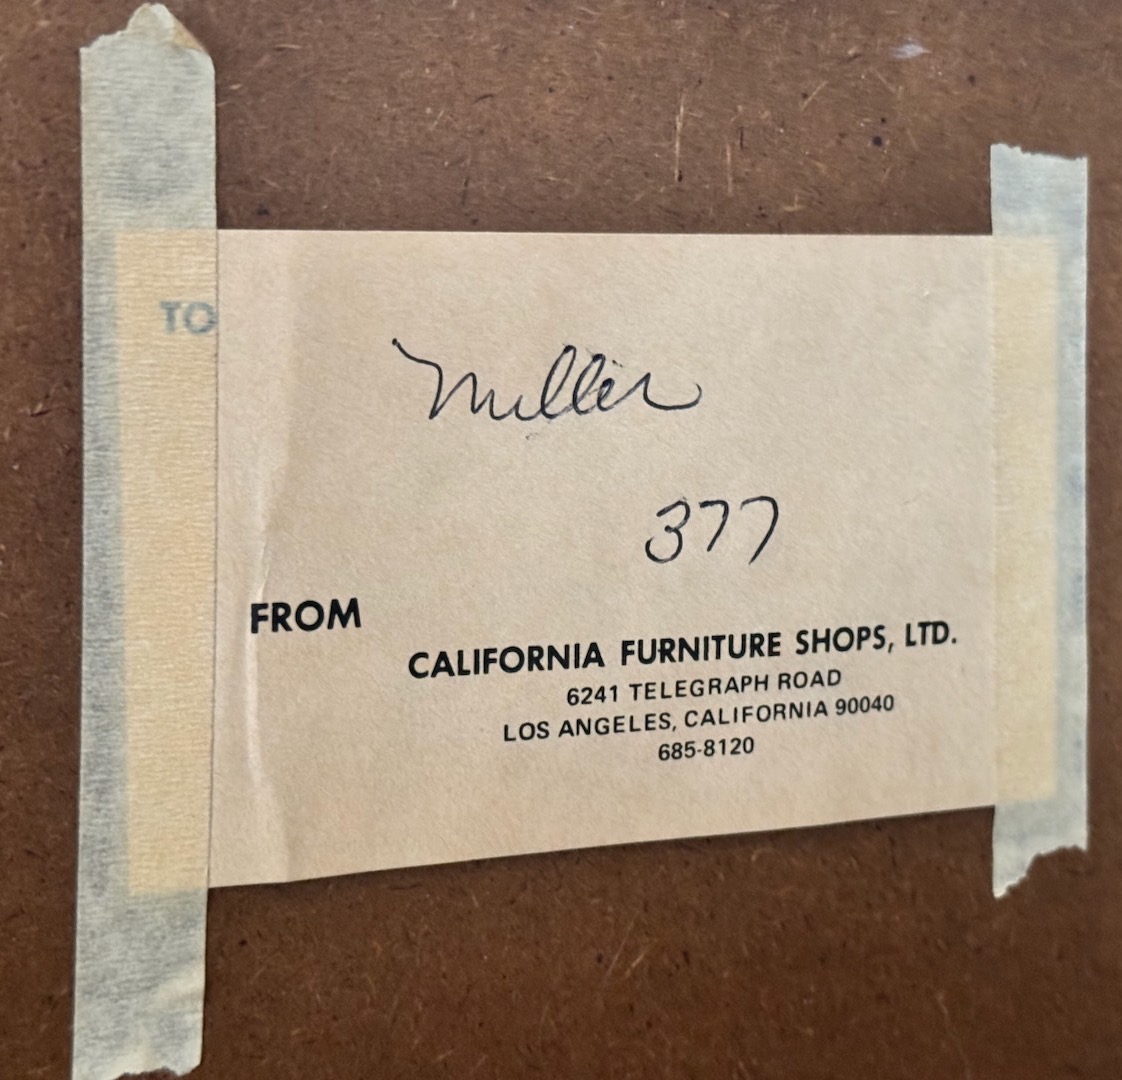 TO
Miller
377
FROM
CALIFORNIA FURNITURE SHOPS, LTD.
6241 TELEGRAPH ROAD
LOS ANGELES, CALIFORNIA 90040
685-8120